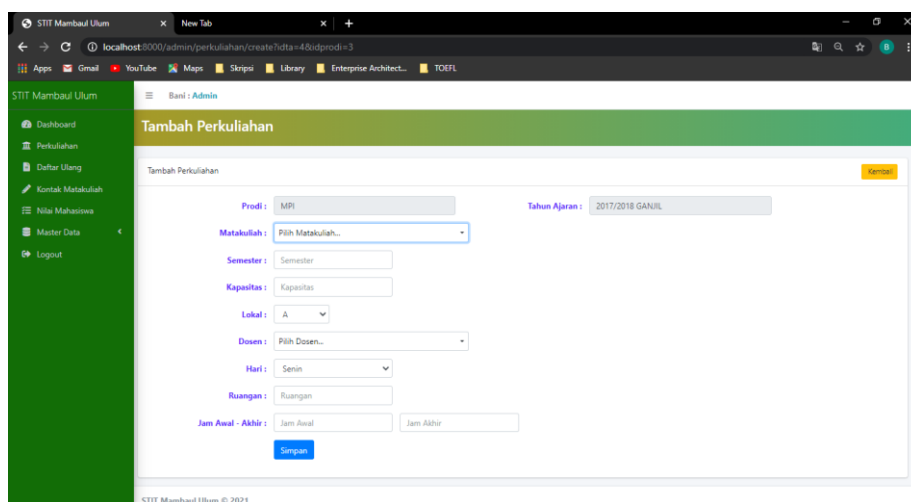 STIT Mambaul Ulum
New Tab
localhost:8000/admin/perkuliahan/create?idta=4&idprodi=3
B
Apps Gmail YouTube Maps Skripsi Library Enterprise Architect... TOEFL
STIT Mambaul Ulum
Bani : Admin
Dashboard
Perkuliahan
Daftar Ulang
Kontak Matakuliah
Nilai Mahasiswa
Master Data
Logout
Tambah Perkuliahan
Tambah Perkuliahan
Kembali
Prodi : MPI
Tahun Ajaran : 2017/2018 GANJIL
Matakuliah : Pilih Matakuliah...
Semester : Semester
Kapasitas : Kapasitas
Lokal : A
Dosen : Pilih Dosen...
Hari : Senin
Ruangan : Ruangan
Jam Awal - Akhir : Jam Awal Jam Akhir
Simpan
STIT Mambaul Ulum © 2021